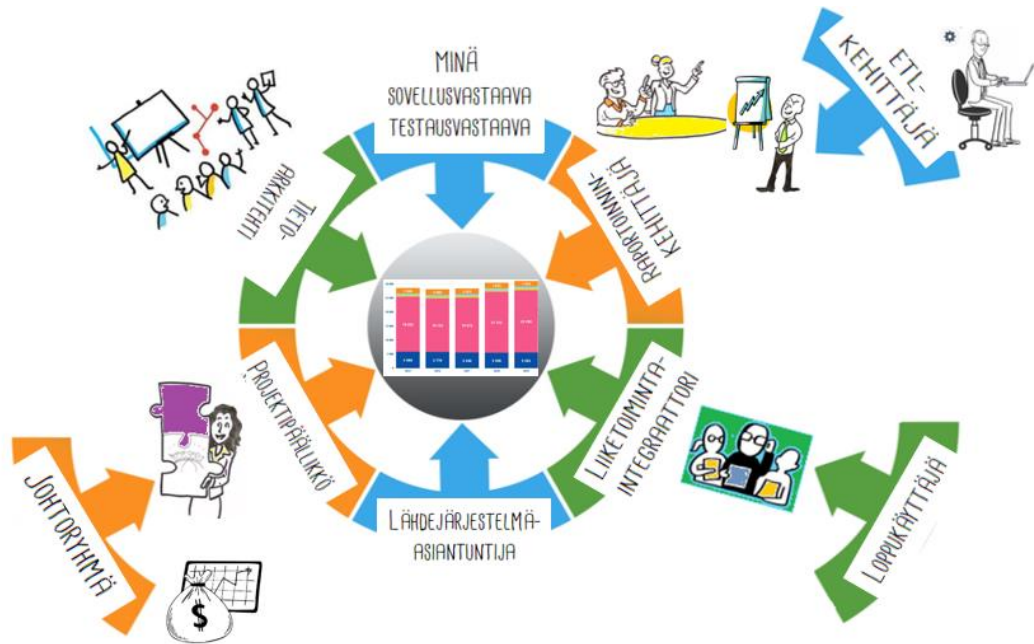 MINÄ
SOVELLUSVASTAAVA
TESTAUSVASTAAVA
ETL-
KEHITTÄJÄ
TIETO-
ARKKITEHTI
RAPORTOINNIN-
KEHITTÄJÄ
PROJEKTIPÄÄLLIKKÖ
LIIKETOIMINTA-
INTEGRAATTORI
LÄHDEJÄRJESTELMÄ-
ASIANTUNTIJA
JOHTORYHMÄ
$
LOPPUKÄYTTÄJÄ